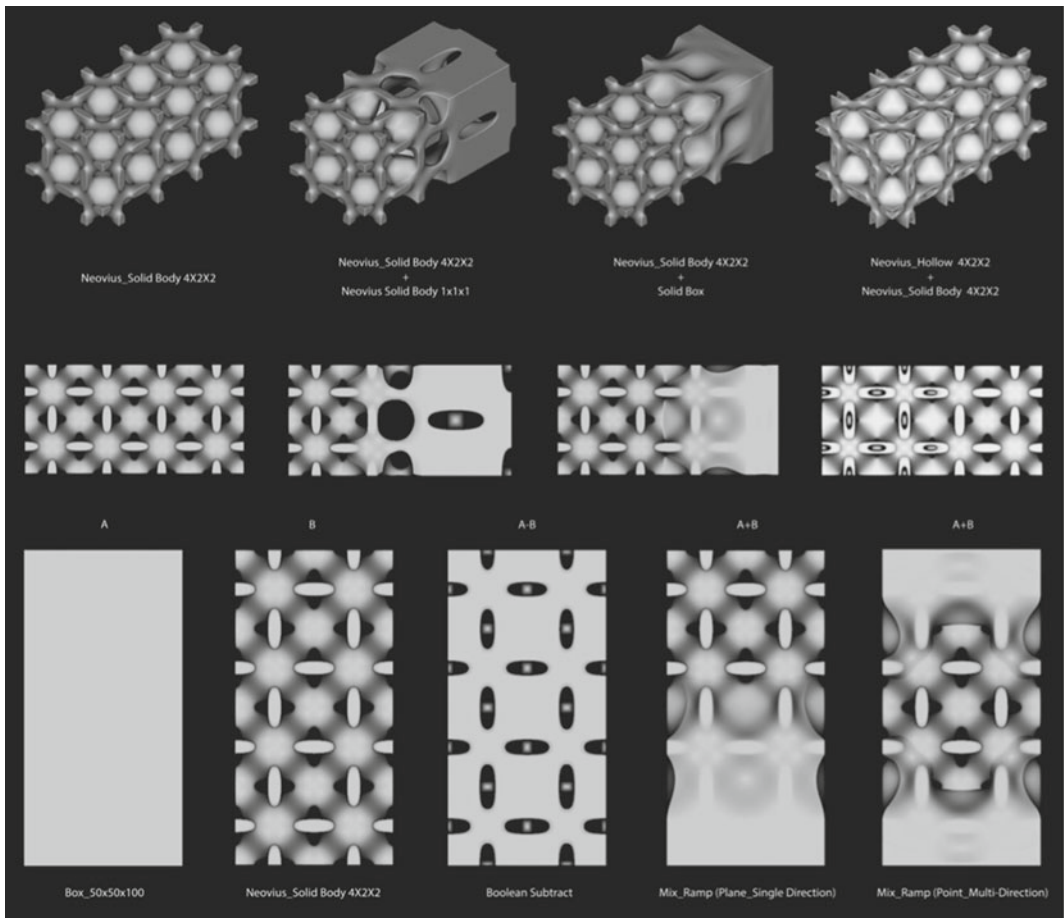 Neovius_Solid Body 4X2X2
Neovius_Solid Body 4X2X2
+
Neovius Solid Body 1x1x1
Neovius_Solid Body 4X2X2
+
Solid Box
Neovius_Hollow 4X2X2
+
Neovius_Solid Body 4X2X2
A
B
A-B
A+B
A+B
Box_50x50x100
Neovius_Solid Body 4X2X2
Boolean Subtract
Mix_Ramp (Plane_Single Direction)
Mix_Ramp (Point_Multi-Direction)